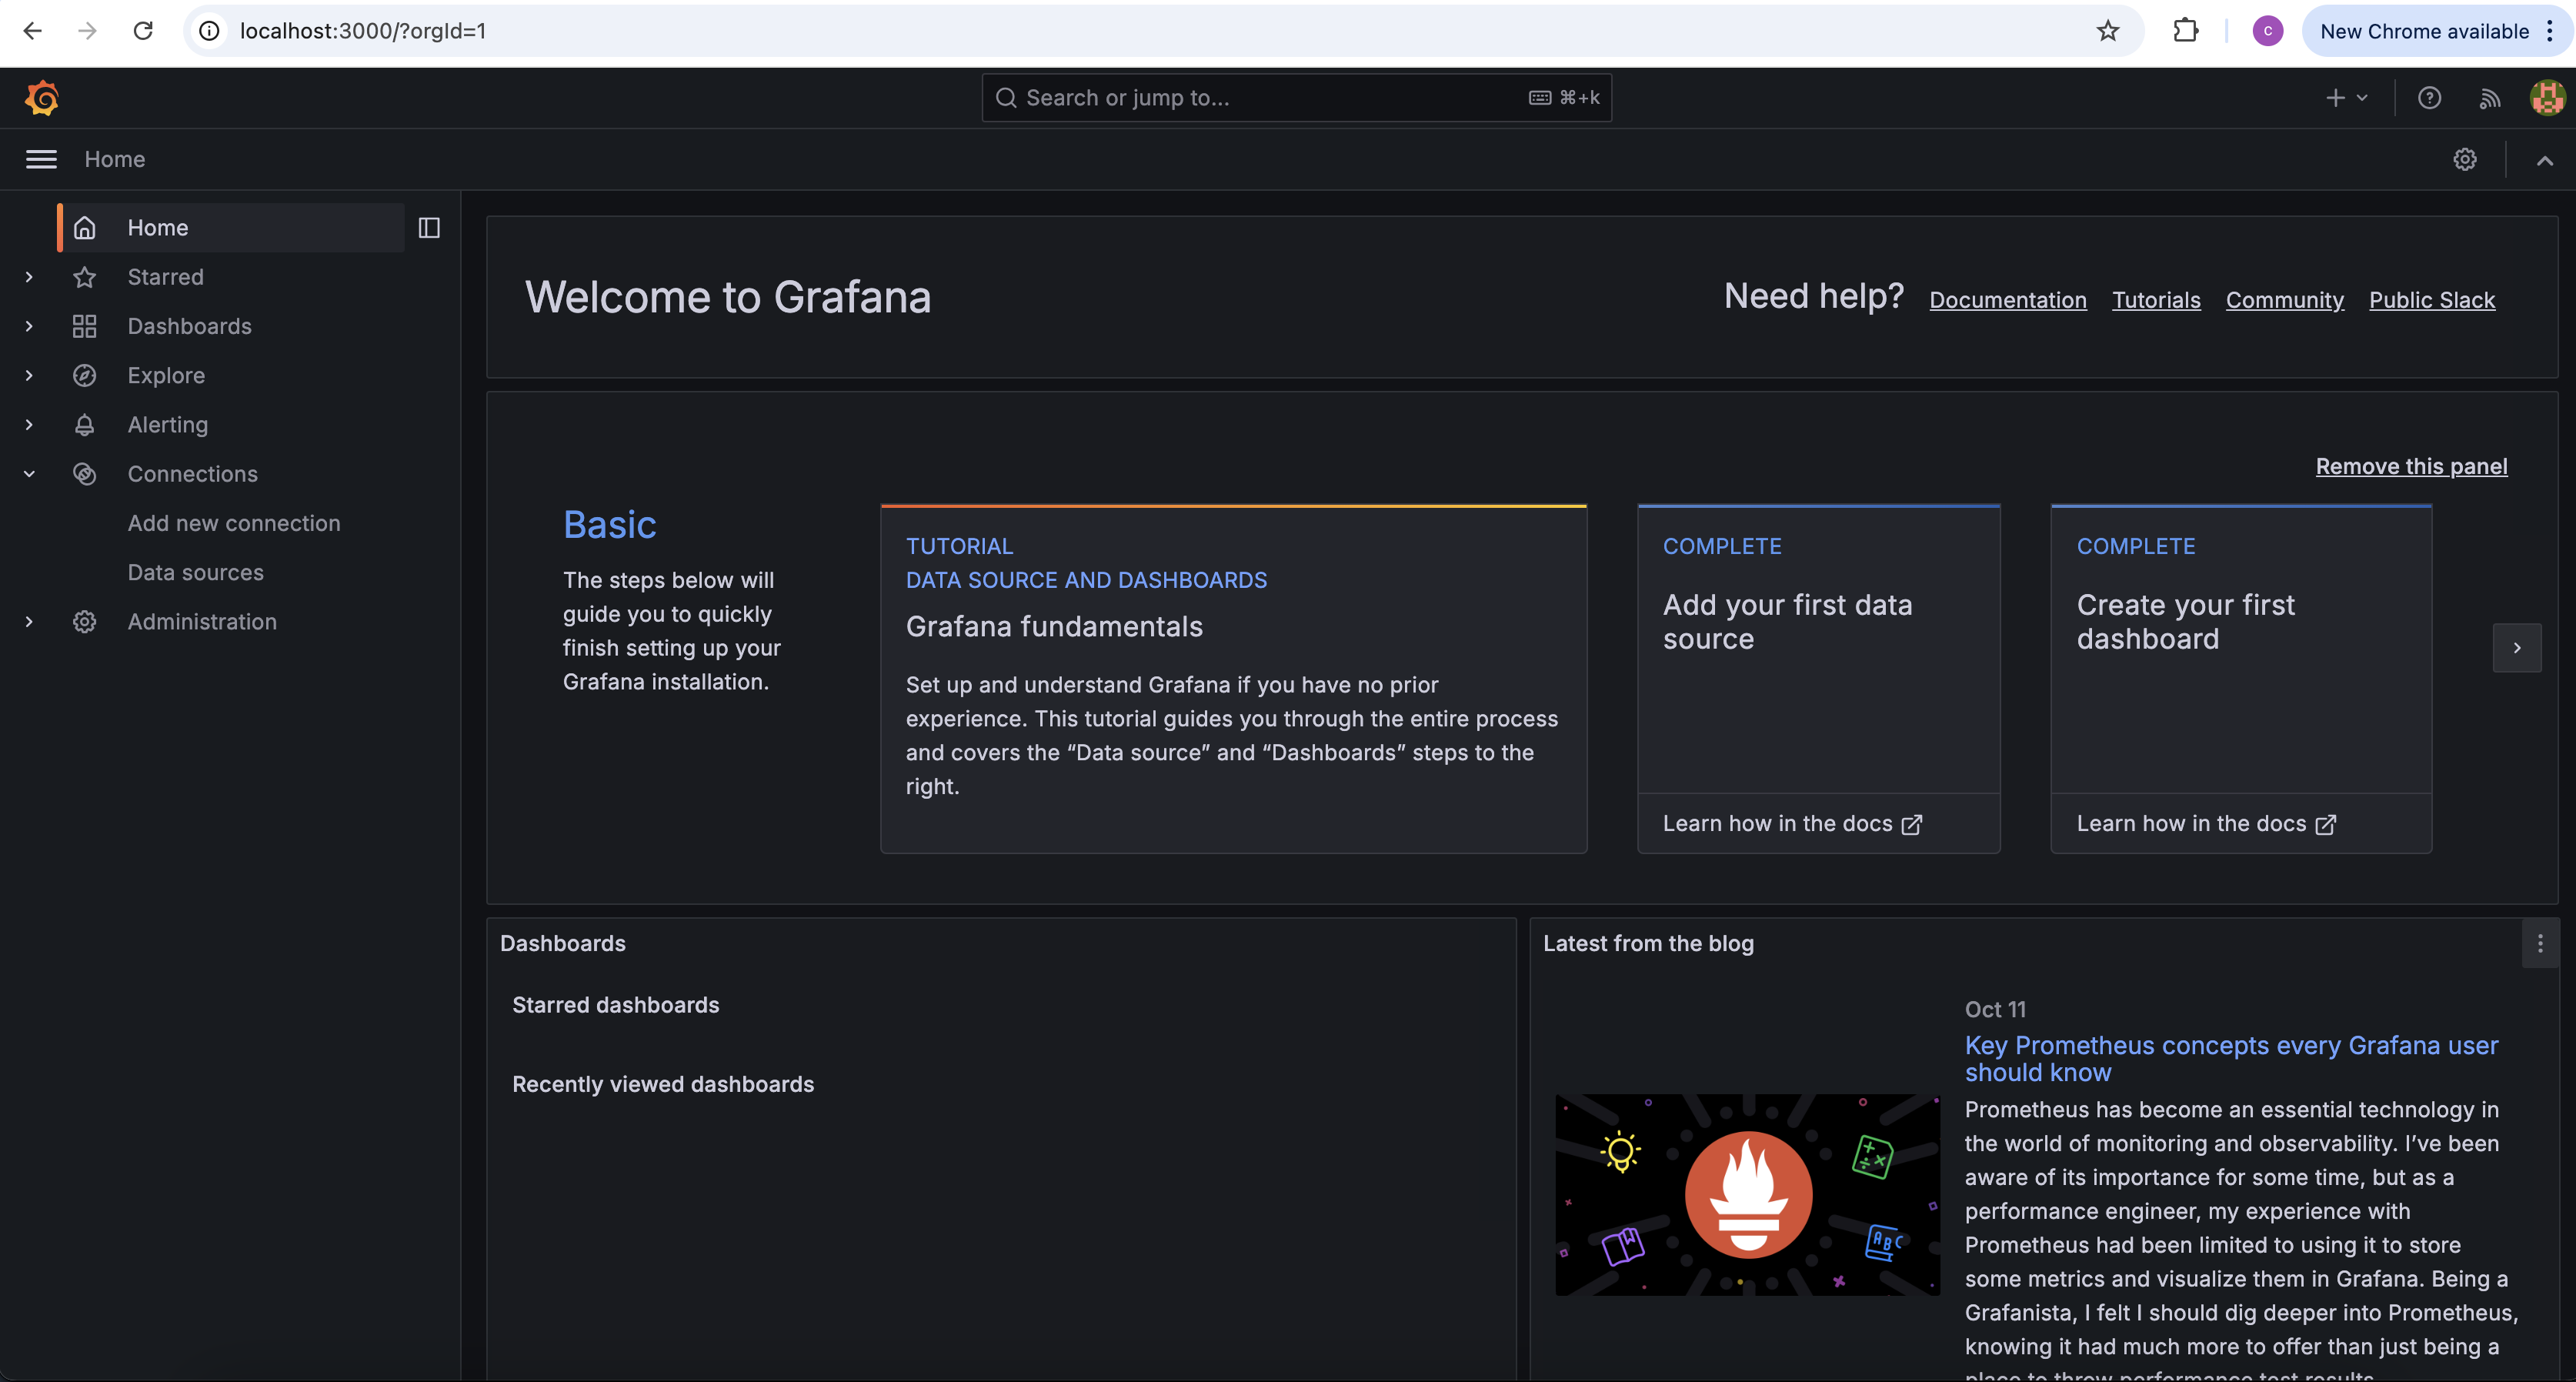 localhost:3000/?orgId=1
C
New Chrome available
Search or jump to...
⌘+k
Home
Home
Starred
Dashboards
Explore
Alerting
Connections
Add new connection
Data sources
Administration
Welcome to Grafana
Need help?
Documentation
Tutorials
Community
Public Slack
Remove this panel
Basic
The steps below will
guide you to quickly
finish setting up your
Grafana installation.
TUTORIAL
DATA SOURCE AND DASHBOARDS
Grafana fundamentals
Set up and understand Grafana if you have no prior
experience. This tutorial guides you through the entire process
and covers the “Data source” and “Dashboards” steps to the
right.
COMPLETE
Add your first data
source
Learn how in the docs
COMPLETE
Create your first
dashboard
Learn how in the docs
Dashboards
Starred dashboards
Recently viewed dashboards
Latest from the blog
ABC
Oct 11
Key Prometheus concepts every Grafana user
should know
Prometheus has become an essential technology in
the world of monitoring and observability. I’ve been
aware of its importance for some time, but as a
performance engineer, my experience with
Prometheus had been limited to using it to store
some metrics and visualize them in Grafana. Being a
Grafanista, I felt I should dig deeper into Prometheus,
knowing it had much more to offer than just being a
place to throw performance test results.